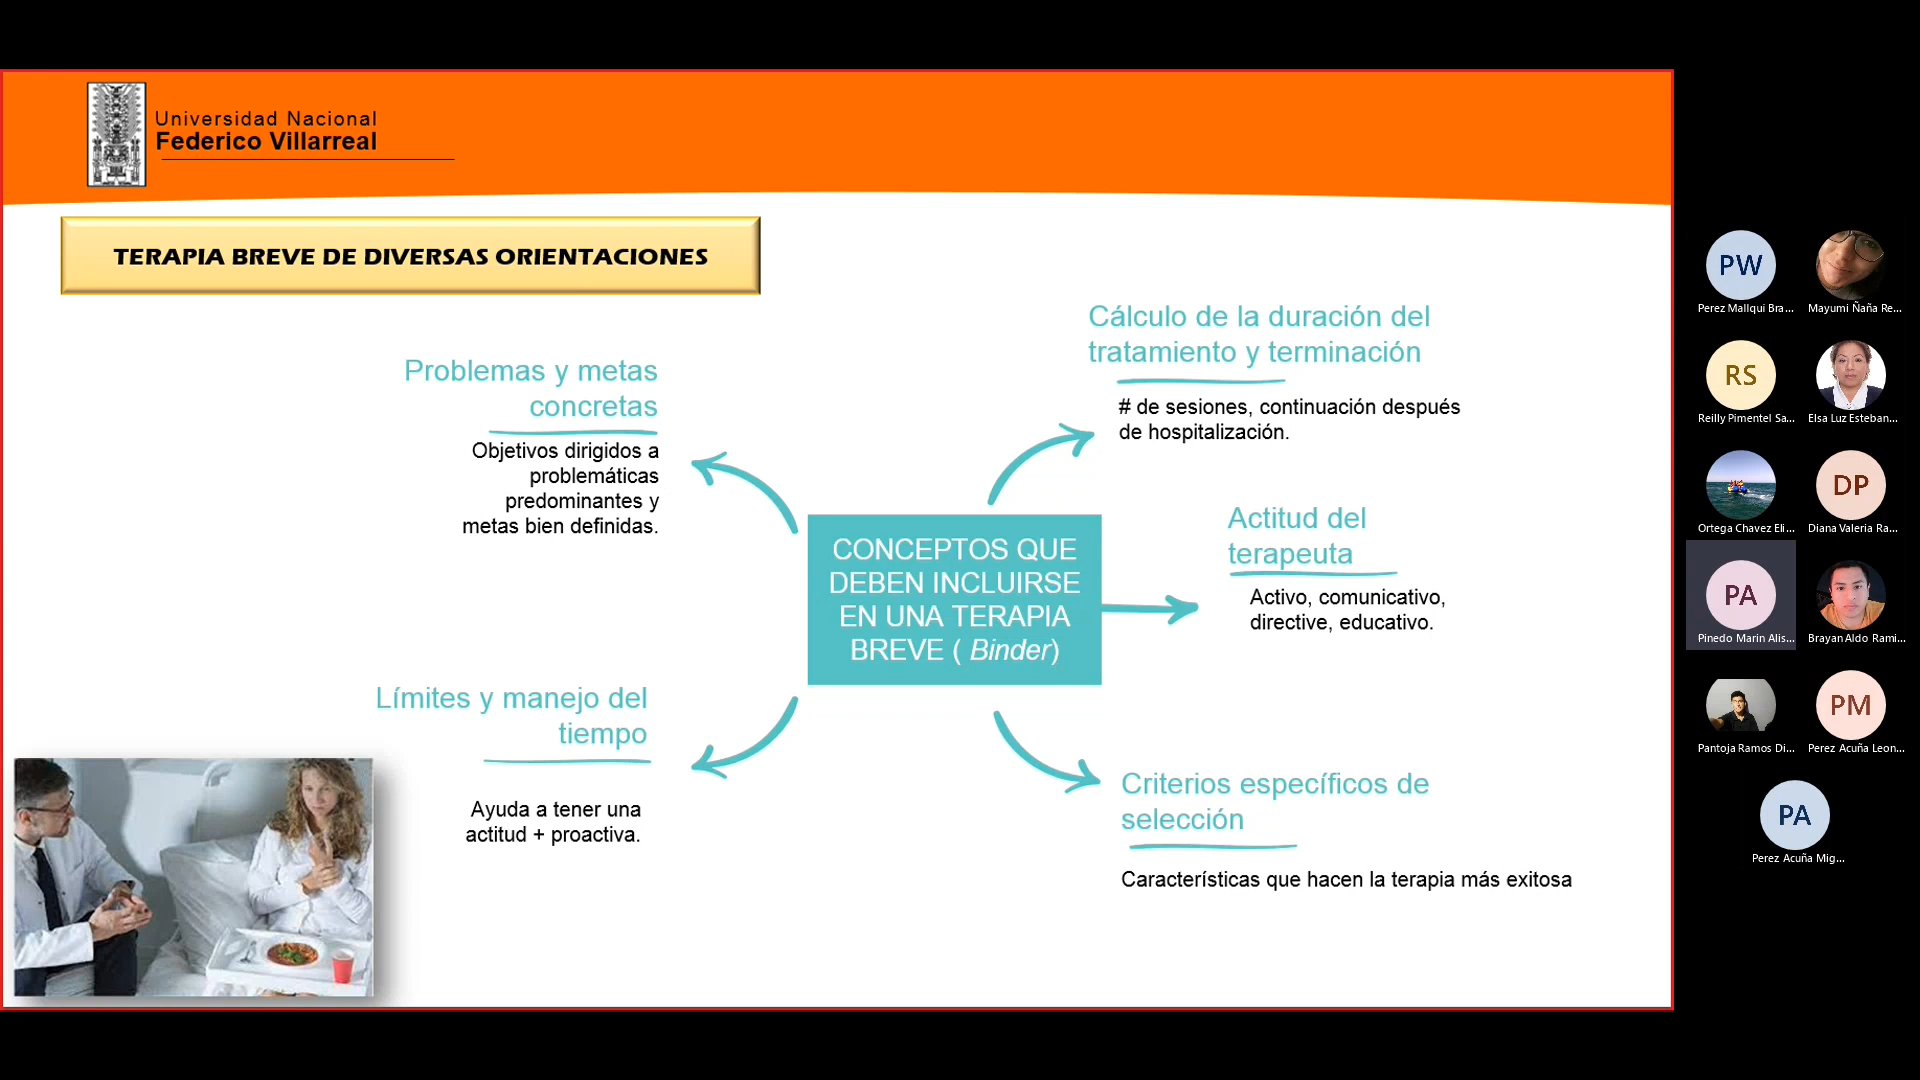 Universidad Nacional
Federico Villarreal
TERAPIA BREVE DE DIVERSAS ORIENTACIONES
Problemas y metas
concretas
Objetivos dirigidos a
problemáticas
predominantes y
metas bien definidas.
Límites y manejo del
tiempo
Ayuda a tener una
actitud + proactiva.
CONCEPTOS QUE
DEBEN INCLUIRSE
EN UNA TERAPIA
BREVE ( Binder)
Cálculo de la duración del
tratamiento y terminación
# de sesiones, continuación después
de hospitalización.
Actitud del
terapeuta
Activo, comunicativo,
directive, educativo.
Criterios específicos de
selección
Características que hacen la terapia más exitosa
PW
Perez Mallqui Bra...
Mayumi Ñaña Re...
RS
Reilly Pimentel Sa...
Elsa Luz Esteban...
Ortega Chavez Eli...
DP
Diana Valeria Ra...
PA
Pinedo Marin Alis...
Brayan Aldo Rami...
Pantoja Ramos Di...
PM
Perez Acuña Leon...
PA
Perez Acuña Mig...